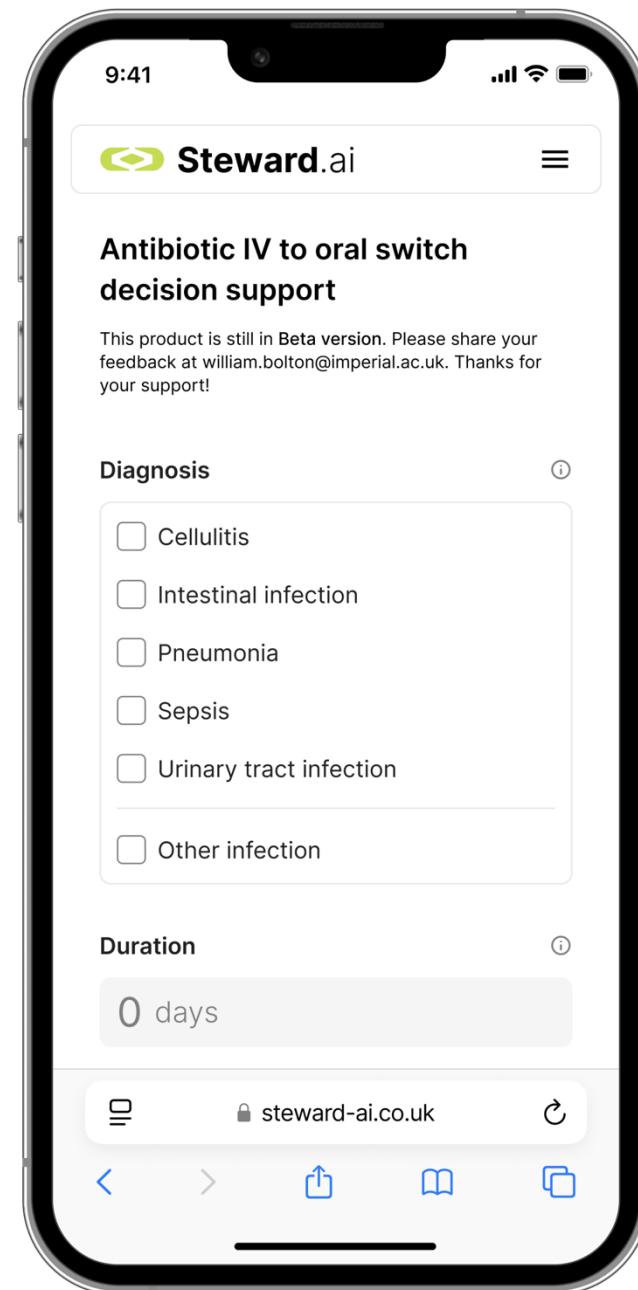 9:41
Steward.ai
Antibiotic IV to oral switch
decision support
This product is still in Beta version. Please share your
feedback at william.bolton@imperial.ac.uk. Thanks for
your support!
Diagnosis
Cellulitis
Intestinal infection
Pneumonia
Sepsis
Urinary tract infection
Other infection
Duration
0 days
steward-ai.co.uk